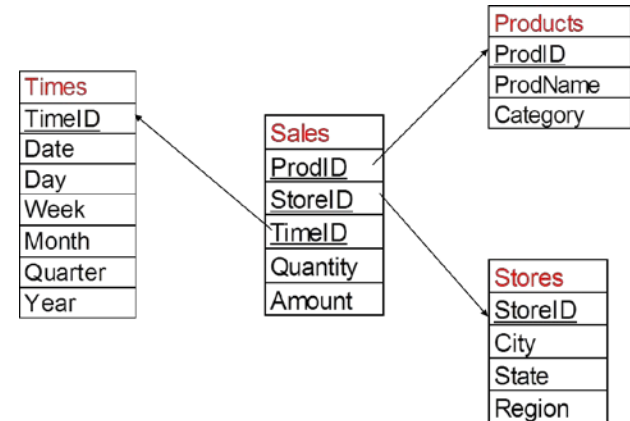 Times
TimeID
Date
Day
Week
Month
Quarter
Year
Sales
ProdID
StoreID
TimeID
Quantity
Amount
Products
ProdID
ProdName
Category
Stores
StoreID
City
State
Region